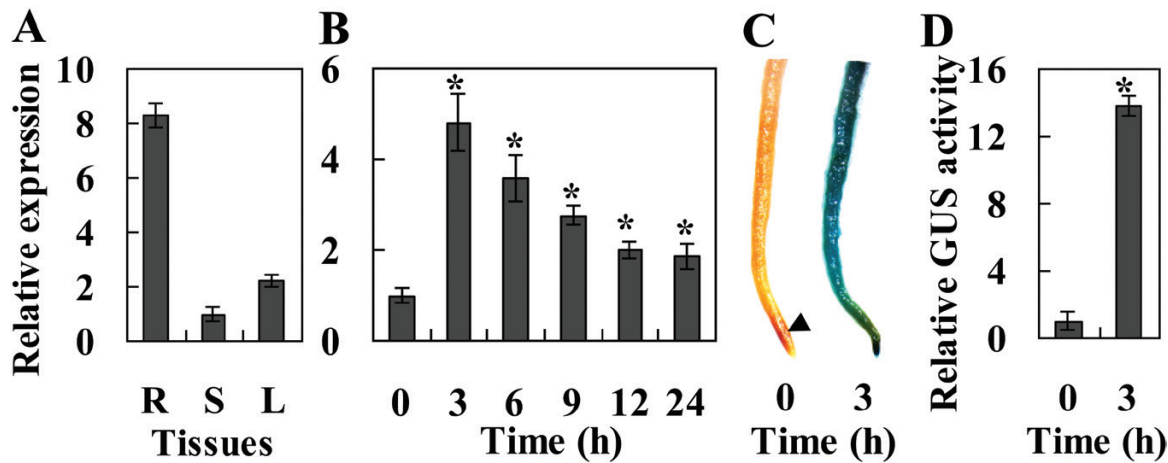 A
Relative expression
10
8
6
4
2
0
R S L
Tissues
B
6
4
2
0
*
*
*
*
*
0 3 6 9 12 24
Time (h)
C
0 3
Time (h)
D
Relative GUS activity
16
12
8
4
0
*
0 3
Time (h)